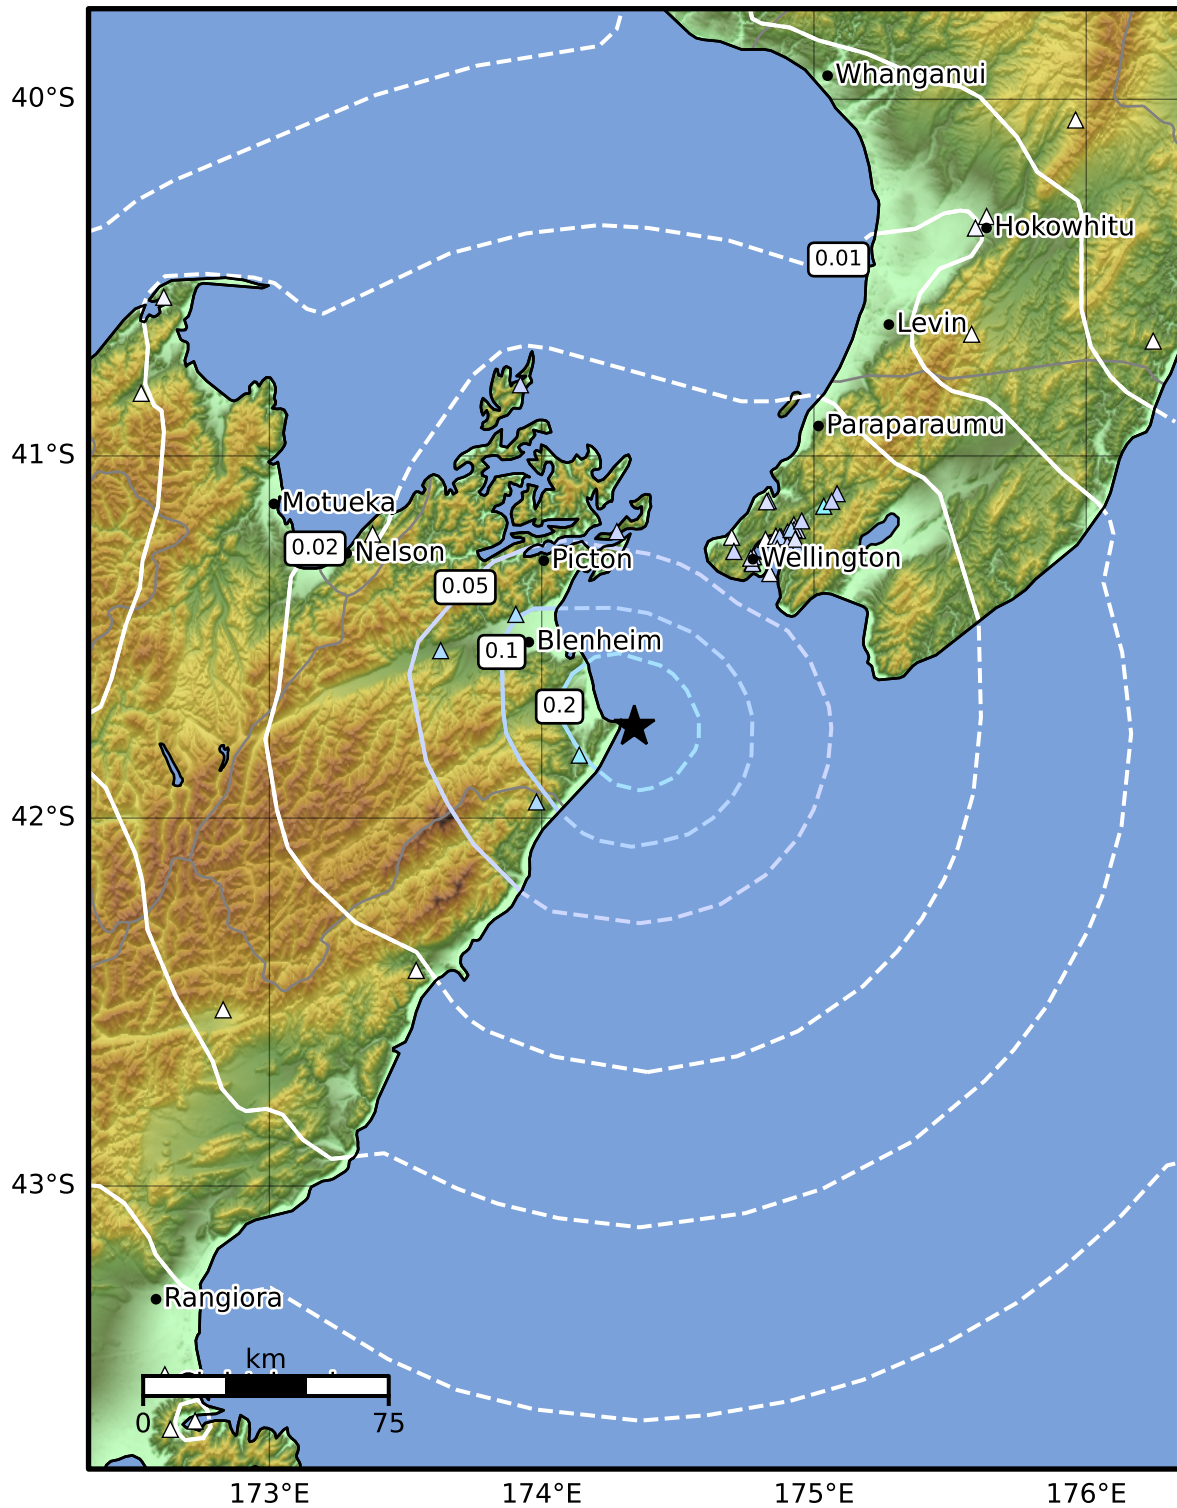 40°S
Whanganui
Hokowhitu
0.01
Levin
41°S
Paraparaumu
Motueka
0.02
Nelson
Picton
Wellington
0.05
Blenheim
0.1
0.2
42°S
43°S
Rangiora
km
0 75
173°E 174°E 175°E 176°E